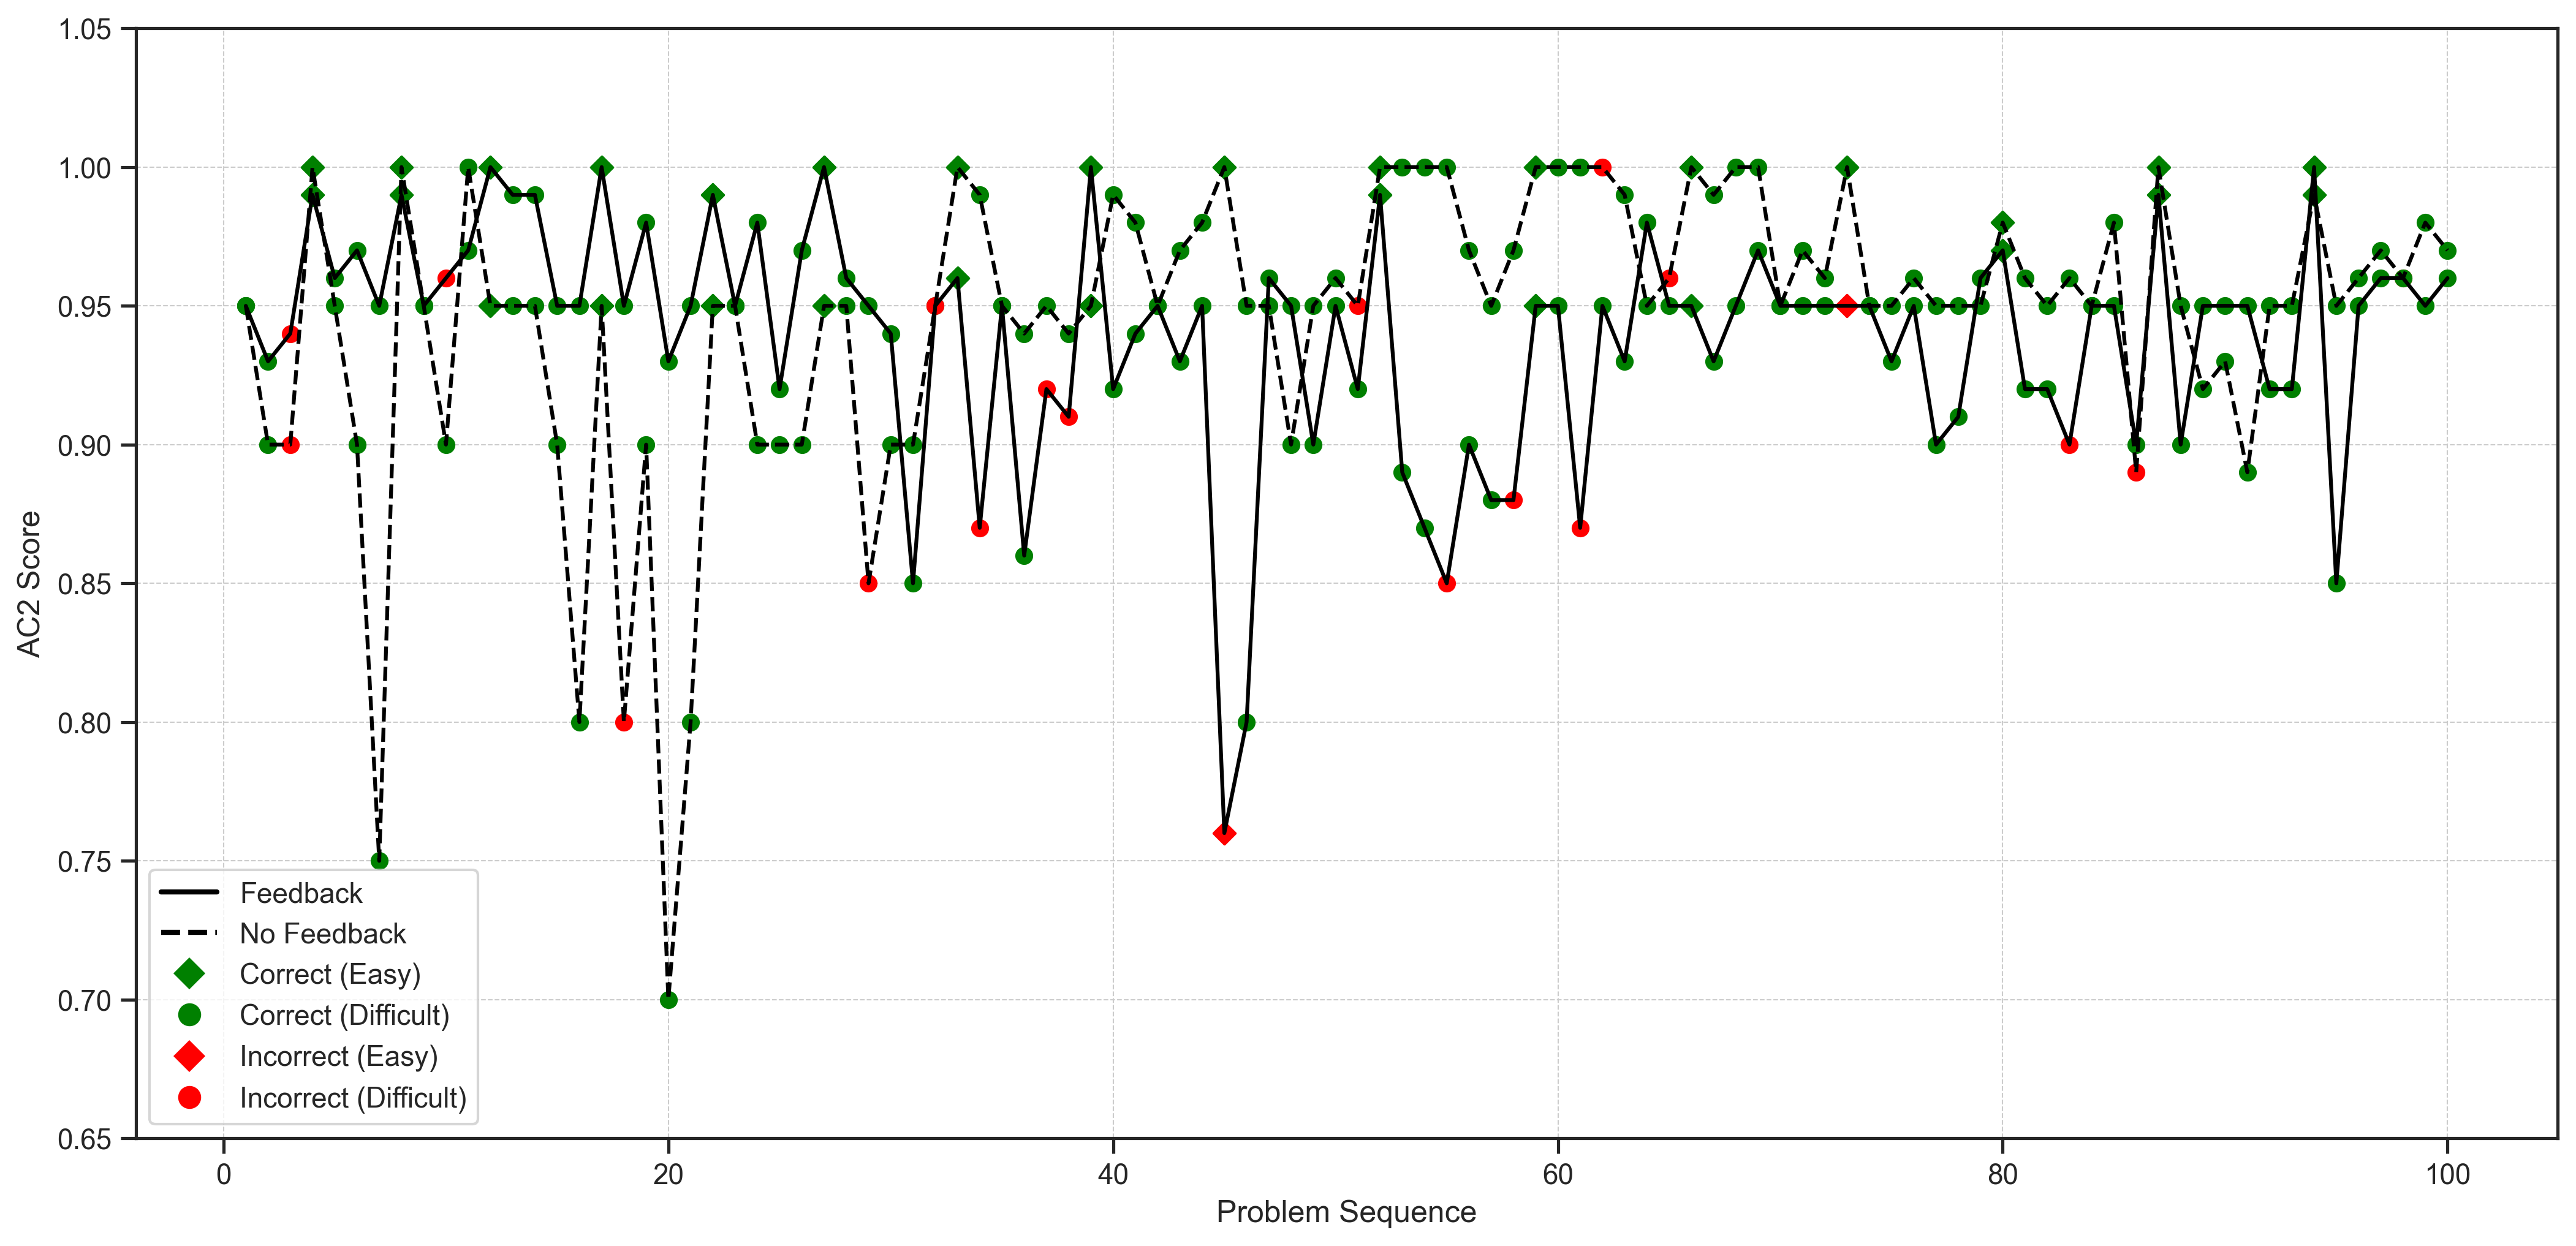 1.05
1.00
0.95
0.90
0.85
0.80
0.75
0.70
0.65
AC2 Score
Feedback
No Feedback
Correct (Easy)
Correct (Difficult)
Incorrect (Easy)
Incorrect (Difficult)
0 20 40 60 80 100
Problem Sequence